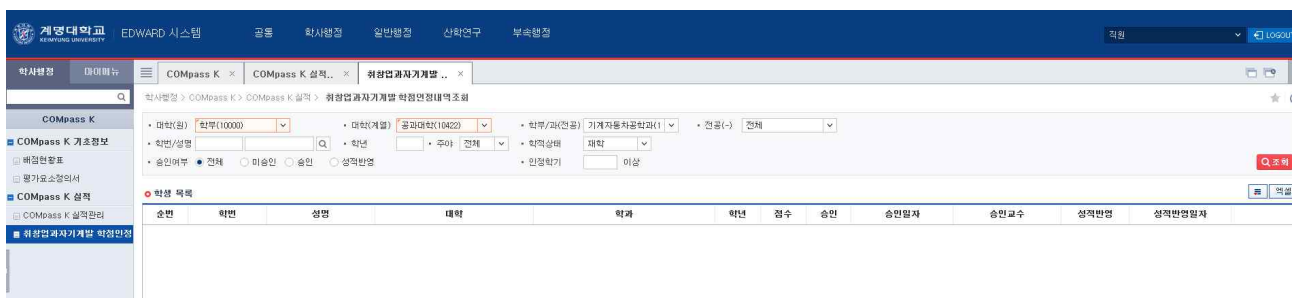 계명대학교 KEIMYUNG UNIVERSITY EDWARD 시스템 공통 학사행정 일반행정 산학연구 부속행정 직원 LOGOUT
학사행정 마이메뉴 COMpass K × COMpass K 실적.. × 취창업과자기계발 .. ×
학사행정 > COMpass K > COMpass K 실적 > 취창업과자기계발 학점인정내역조회
COMpass K
COMpass K 기초정보
배점현황표
평가요소정의서
COMpass K 실적
COMpass K 실적관리
취창업과자기계발 학점인정
• 대학(원) 학부(10000) • 대학(계열) 공과대학(10422) • 학부/과(전공) 기계자동차공학과(1 • 전공(-) 전체
• 학번/성명 • 학년 • 주야 전체 • 학적상태 재학
• 승인여부 전체 미승인 승인 성적반영 • 인정학기 이상 조회
학생 목록 엑셀
순번 학번 성명 대학 학과 학년 점수 승인 승인일자 승인교수 성적반영 성적반영일자